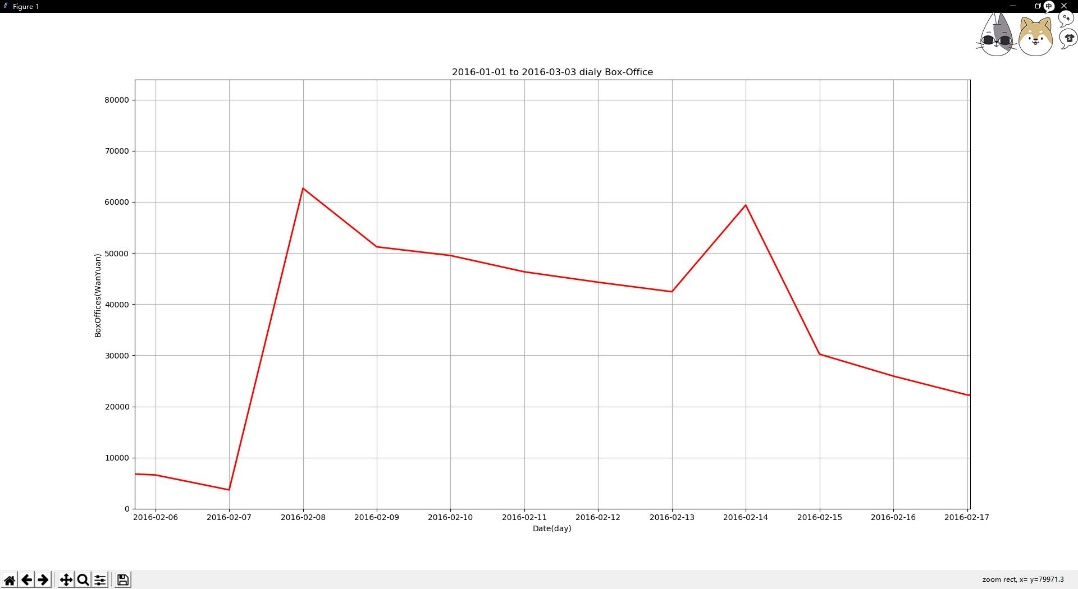 Figure 1
中
2016-01-01 to 2016-03-03 dialy Box-Office
80000
70000
60000
50000
40000
30000
20000
10000
0
BoxOffices(WanYuan)
2016-02-06 2016-02-07 2016-02-08 2016-02-09 2016-02-10 2016-02-11 2016-02-12 2016-02-13 2016-02-14 2016-02-15 2016-02-16 2016-02-17
Date(day)
zoom rect, x= y=79971.3